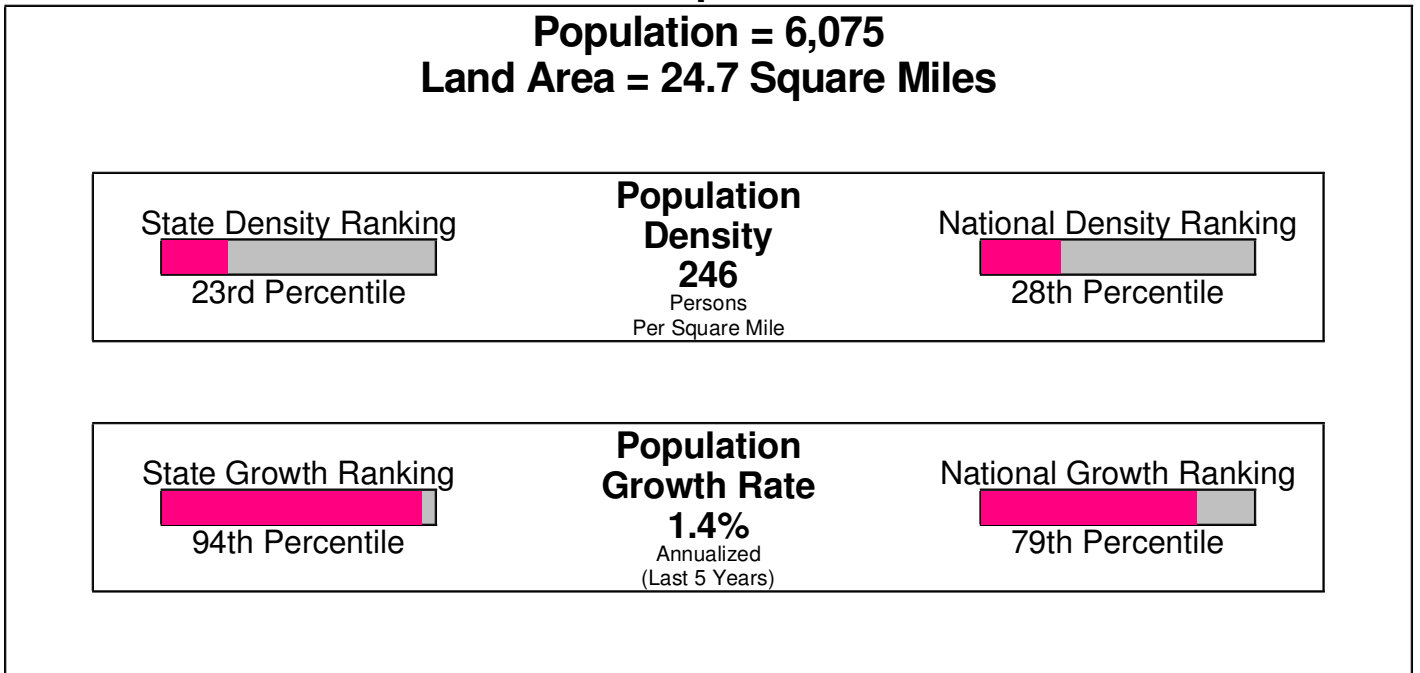 Population = 6,075
Land Area = 24.7 Square Miles
State Density Ranking
23rd Percentile
Population
Density
246
Persons
Per Square Mile
National Density Ranking
28th Percentile
State Growth Ranking
94th Percentile
Population
Growth Rate
1.4%
Annualized
(Last 5 Years)
National Growth Ranking
79th Percentile